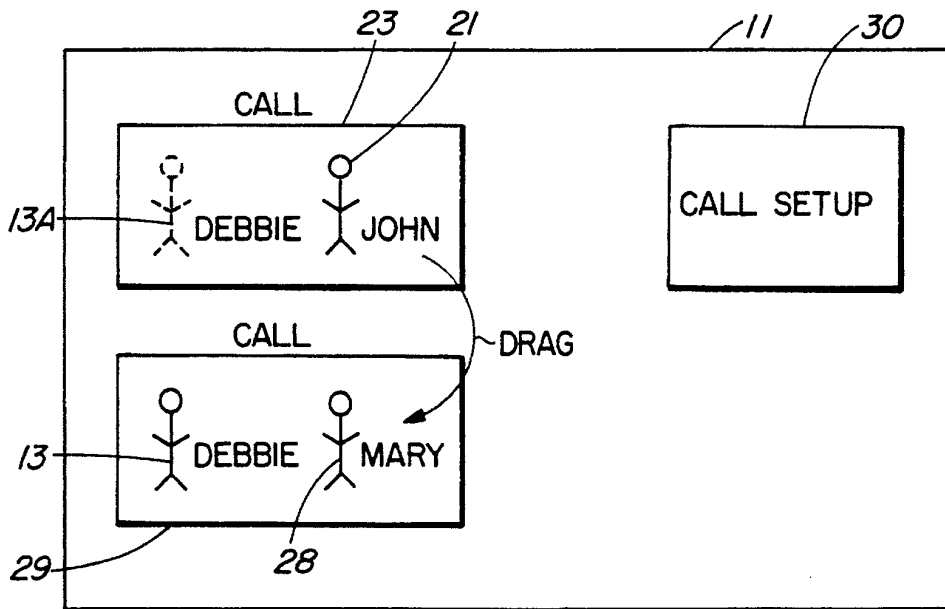 23 21 11 30
CALL
13A DEBBIE JOHN
CALL SETUP
DRAG
CALL
13 DEBBIE MARY
29 28